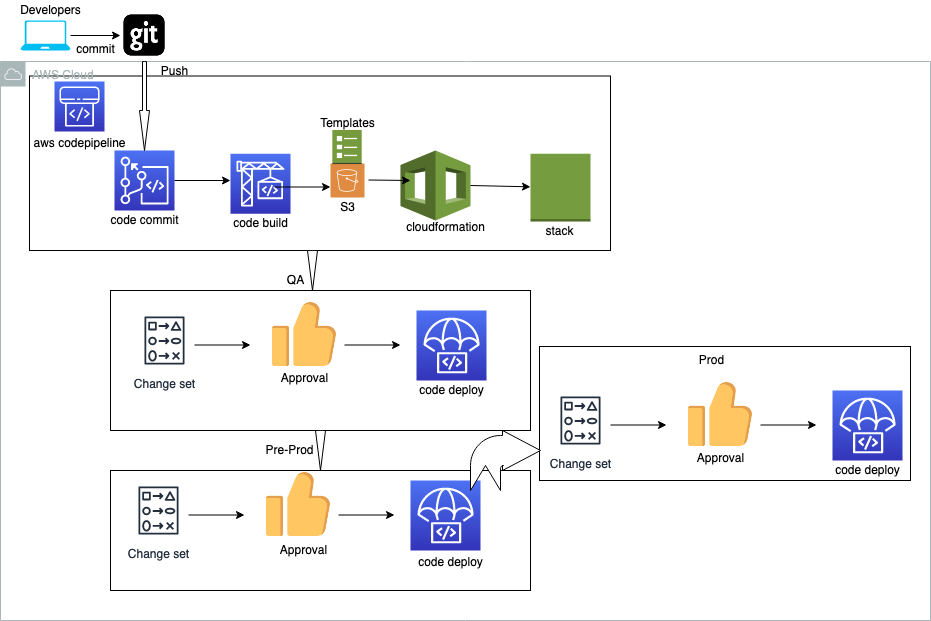 Developers
commit
git
AWS Cloud
Push
aws codepipeline
Templates
code commit
code build
S3
cloudformation
stack
QA
Change set
Approval
code deploy
Prod
Change set
Approval
code deploy
Pre-Prod
Change set
Approval
code deploy